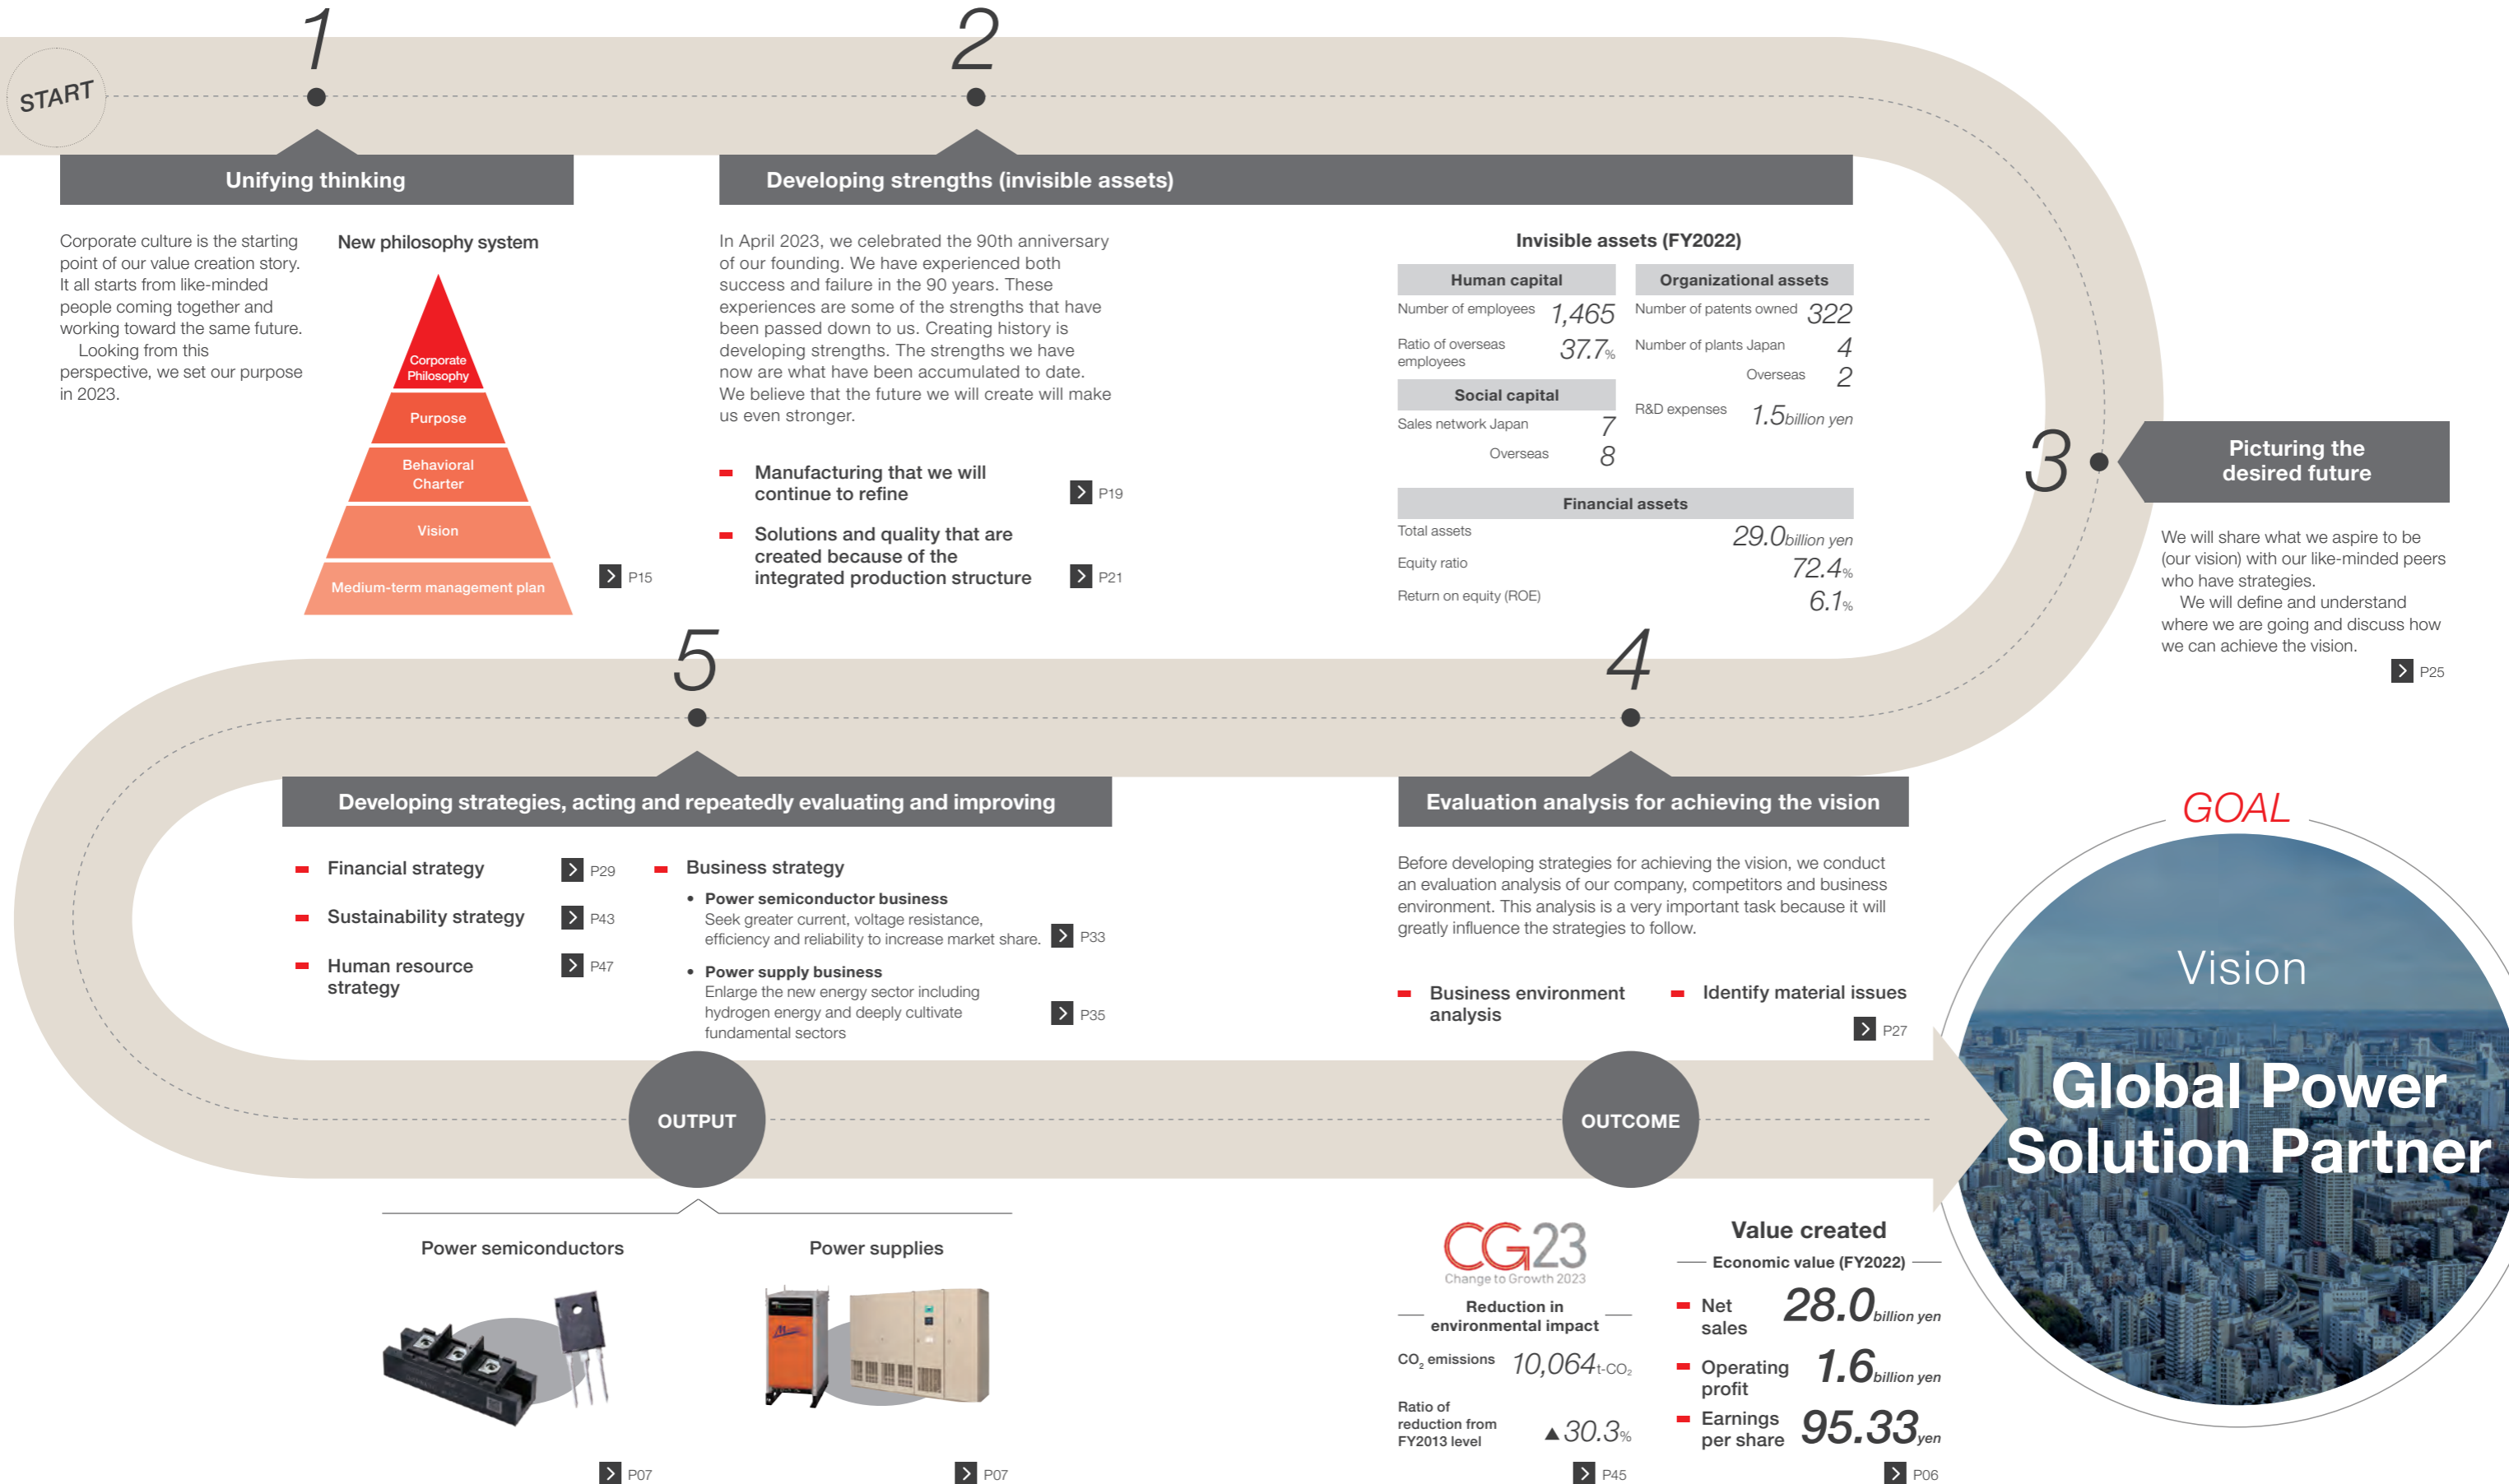 START
1
Unifying thinking
Corporate culture is the starting
point of our value creation story.
It all starts from like-minded
people coming together and
working toward the same future.
Looking from this
perspective, we set our purpose
in 2023.
New philosophy system
Corporate
Philosophy
Purpose
Behavioral
Charter
Vision
Medium-term management plan
P15
2
Developing strengths (invisible assets)
In April 2023, we celebrated the 90th anniversary
of our founding. We have experienced both
success and failure in the 90 years. These
experiences are some of the strengths that have
been passed down to us. Creating history is
developing strengths. The strengths we have
now are what have been accumulated to date.
We believe that the future we will create will make
us even stronger.
Manufacturing that we will
continue to refine
P19
Solutions and quality that are
created because of the
integrated production structure
P21
Invisible assets (FY2022)
Human capital
Number of employees 1,465
Ratio of overseas
employees
37.7%
Social capital
Sales network Japan 7
Overseas 8
Organizational assets
Number of patents owned 322
Number of plants Japan 4
Overseas 2
R&D expenses 1.5billion yen
Financial assets
Total assets 29.0billion yen
Equity ratio 72.4%
Return on equity (ROE) 6.1%
3
Picturing the
desired future
We will share what we aspire to be
(our vision) with our like-minded peers
who have strategies.
We will define and understand
where we are going and discuss how
we can achieve the vision.
P25
4
Evaluation analysis for achieving the vision
Before developing strategies for achieving the vision, we conduct
an evaluation analysis of our company, competitors and business
environment. This analysis is a very important task because it will
greatly influence the strategies to follow.
Business environment
analysis
Identify material issues
P27
5
Developing strategies, acting and repeatedly evaluating and improving
Financial strategy P29
Sustainability strategy P43
Human resource
strategy
P47
Business strategy
• Power semiconductor business
Seek greater current, voltage resistance,
efficiency and reliability to increase market share.
P33
• Power supply business
Enlarge the new energy sector including
hydrogen energy and deeply cultivate
fundamental sectors
P35
OUTPUT
Power semiconductors
P07
Power supplies
P07
OUTCOME
CG23
Change to Growth 2023
Reduction in
environmental impact
CO₂ emissions 10,064t-CO₂
Ratio of
reduction from
FY2013 level
▲30.3%
P45
Value created
Economic value (FY2022)
Net
sales
28.0billion yen
Operating
profit
1.6billion yen
Earnings
per share
95.33yen
P06
GOAL
Vision
Global Power
Solution Partner